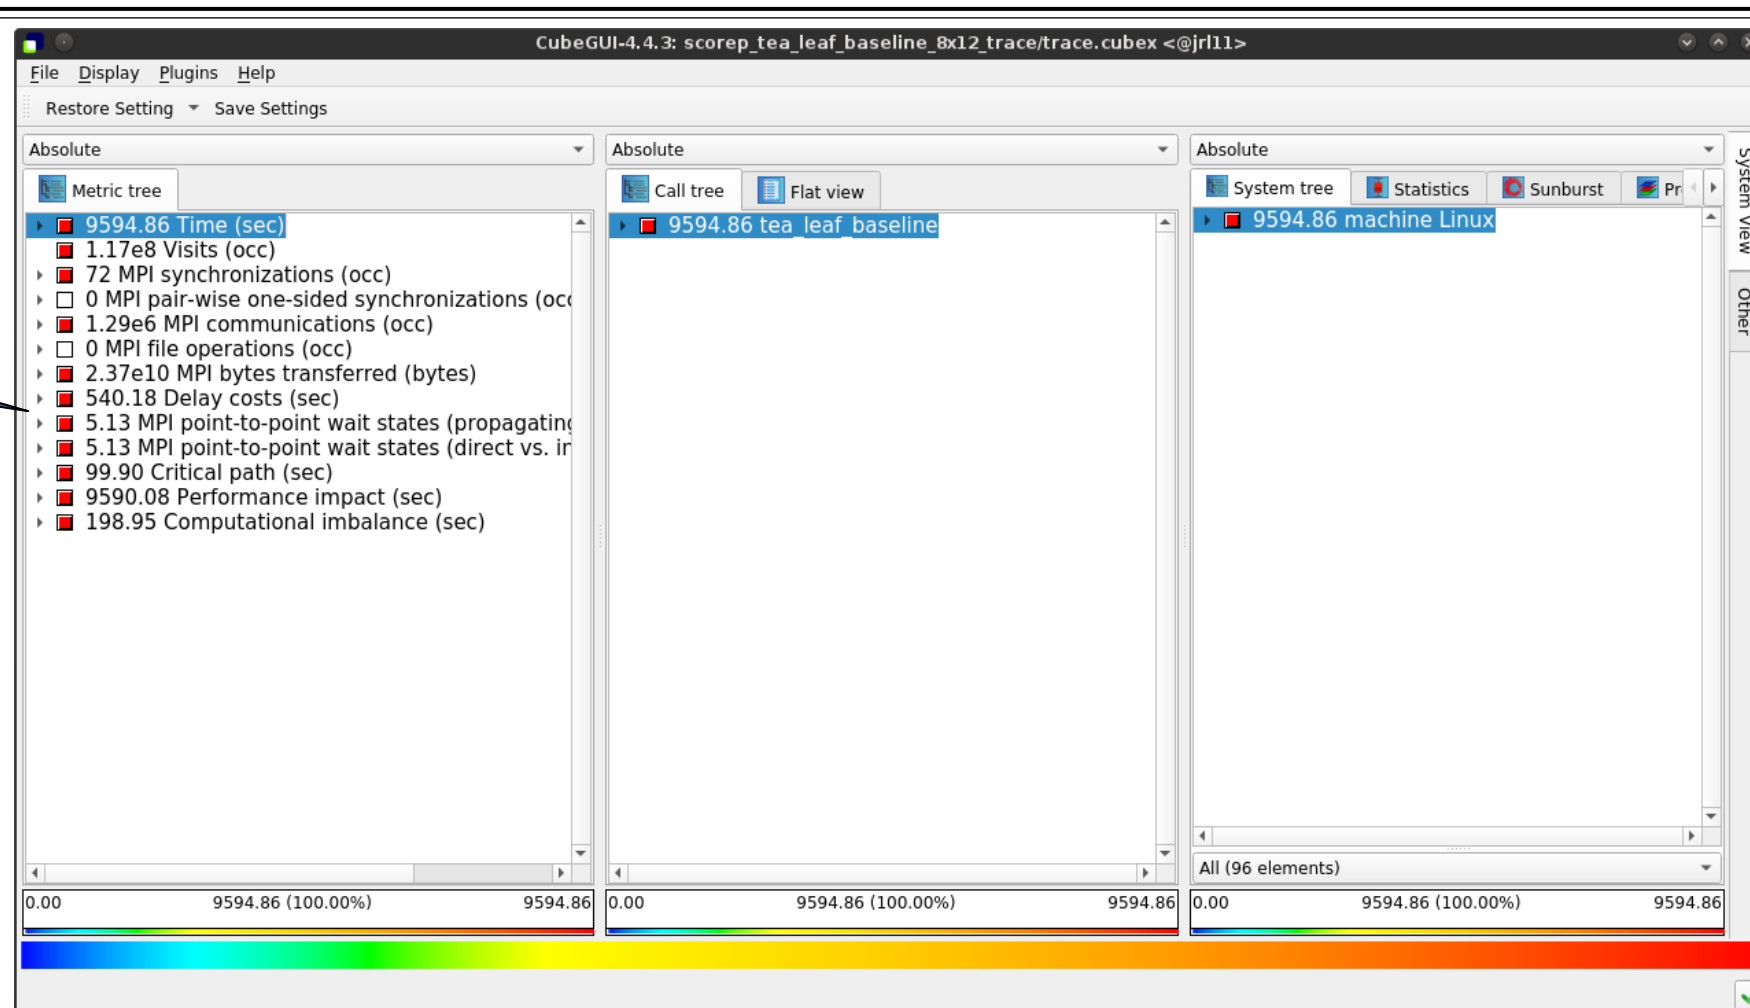 CubeGUI-4.4.3: scorep_tea_leaf_baseline_8x12_trace/trace.cubex <@jrl11>
File Display Plugins Help
Restore Setting Save Settings
Absolute
Metric tree
9594.86 Time (sec)
1.17e8 Visits (occ)
72 MPI synchronizations (occ)
0 MPI pair-wise one-sided synchronizations (occ
1.29e6 MPI communications (occ)
0 MPI file operations (occ)
2.37e10 MPI bytes transferred (bytes)
540.18 Delay costs (sec)
5.13 MPI point-to-point wait states (propagating
5.13 MPI point-to-point wait states (direct vs. in
99.90 Critical path (sec)
9590.08 Performance impact (sec)
198.95 Computational imbalance (sec)
0.00 9594.86 (100.00%) 9594.86
Absolute
Call tree Flat view
9594.86 tea_leaf_baseline
0.00 9594.86 (100.00%) 9594.86
Absolute
System tree Statistics Sunburst Pr
9594.86 machine Linux
All (96 elements)
0.00 9594.86 (100.00%) 9594.86
System View
Other